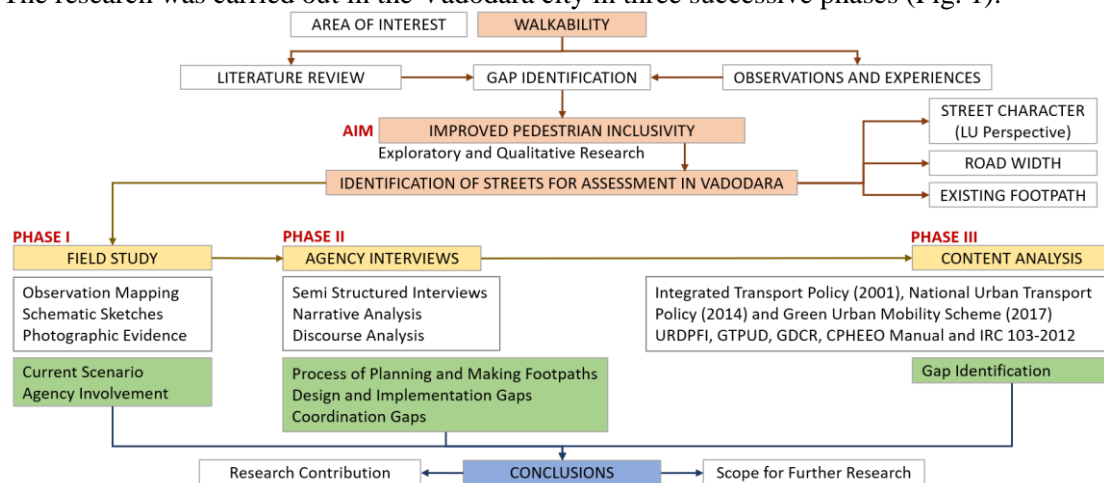 The research was carried out in the Vadodara city in three successive phases (Fig. 1).
AREA OF INTEREST
WALKABILITY
LITERATURE REVIEW
GAP IDENTIFICATION
OBSERVATIONS AND EXPERIENCES
AIM
IMPROVED PEDESTRIAN INCLUSIVITY
Exploratory and Qualitative Research
STREET CHARACTER
(LU Perspective)
IDENTIFICATION OF STREETS FOR ASSESSMENT IN VADODARA
ROAD WIDTH
EXISTING FOOTPATH
PHASE I
FIELD STUDY
Observation Mapping
Schematic Sketches
Photographic Evidence
Current Scenario
Agency Involvement
PHASE II
AGENCY INTERVIEWS
Semi Structured Interviews
Narrative Analysis
Discourse Analysis
Process of Planning and Making Footpaths
Design and Implementation Gaps
Coordination Gaps
PHASE III
CONTENT ANALYSIS
Integrated Transport Policy (2001), National Urban Transport
Policy (2014) and Green Urban Mobility Scheme (2017)
URDPFI, GTPUD, GDCR, CPHEEO Manual and IRC 103-2012
Gap Identification
Research Contribution
CONCLUSIONS
Scope for Further Research